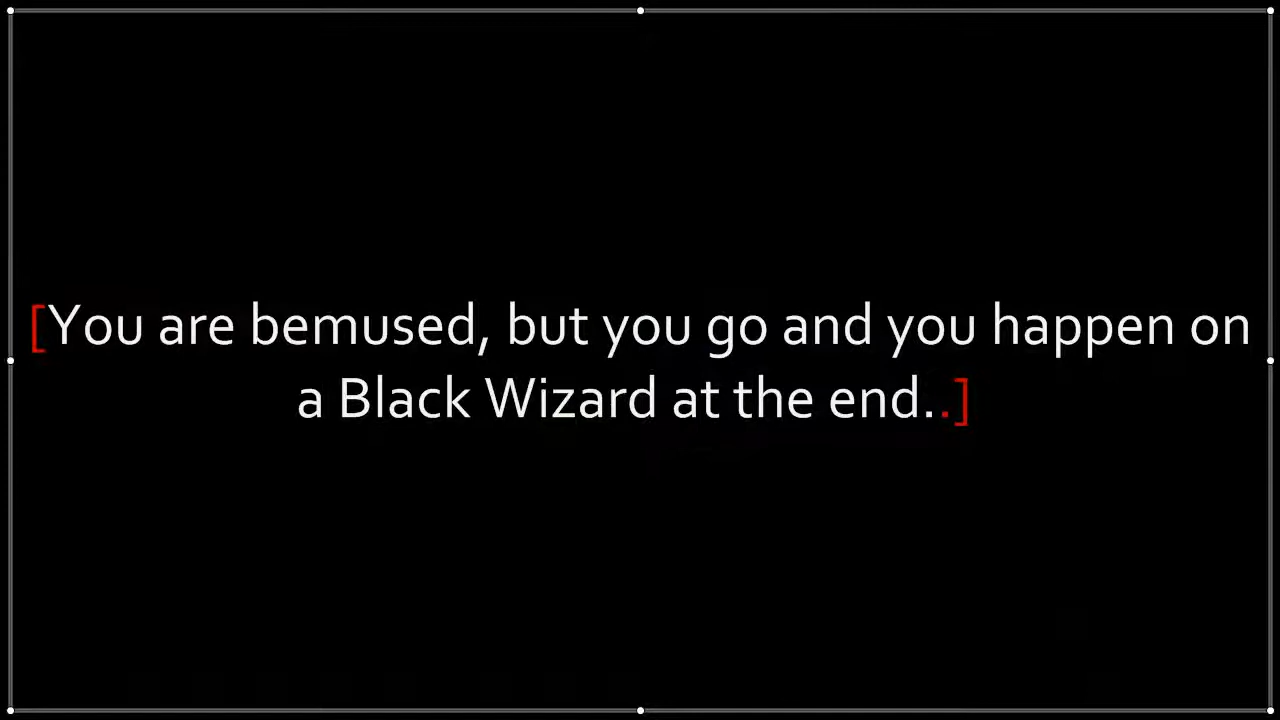 [You are bemused, but you go and you happen on
a Black Wizard at the end..]